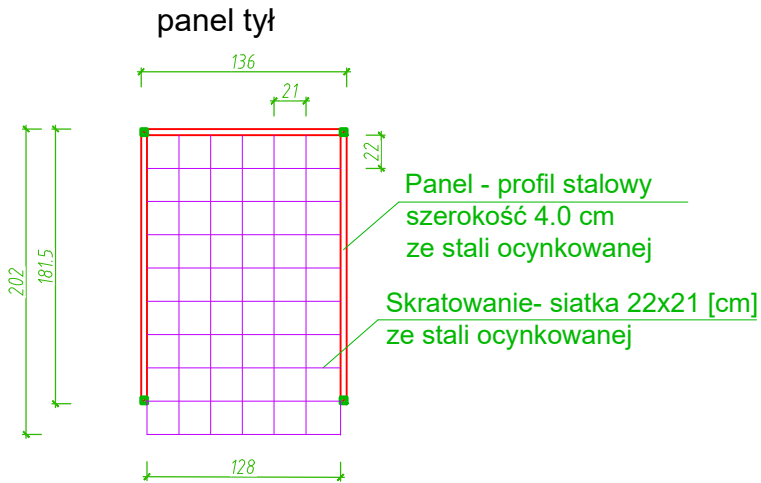 panel tył
136
21
22
202
181.5
Panel - profil stalowy
szerokość 4.0 cm
ze stali ocynkowanej
Skratowanie- siatka 22x21 [cm]
ze stali ocynkowanej
128